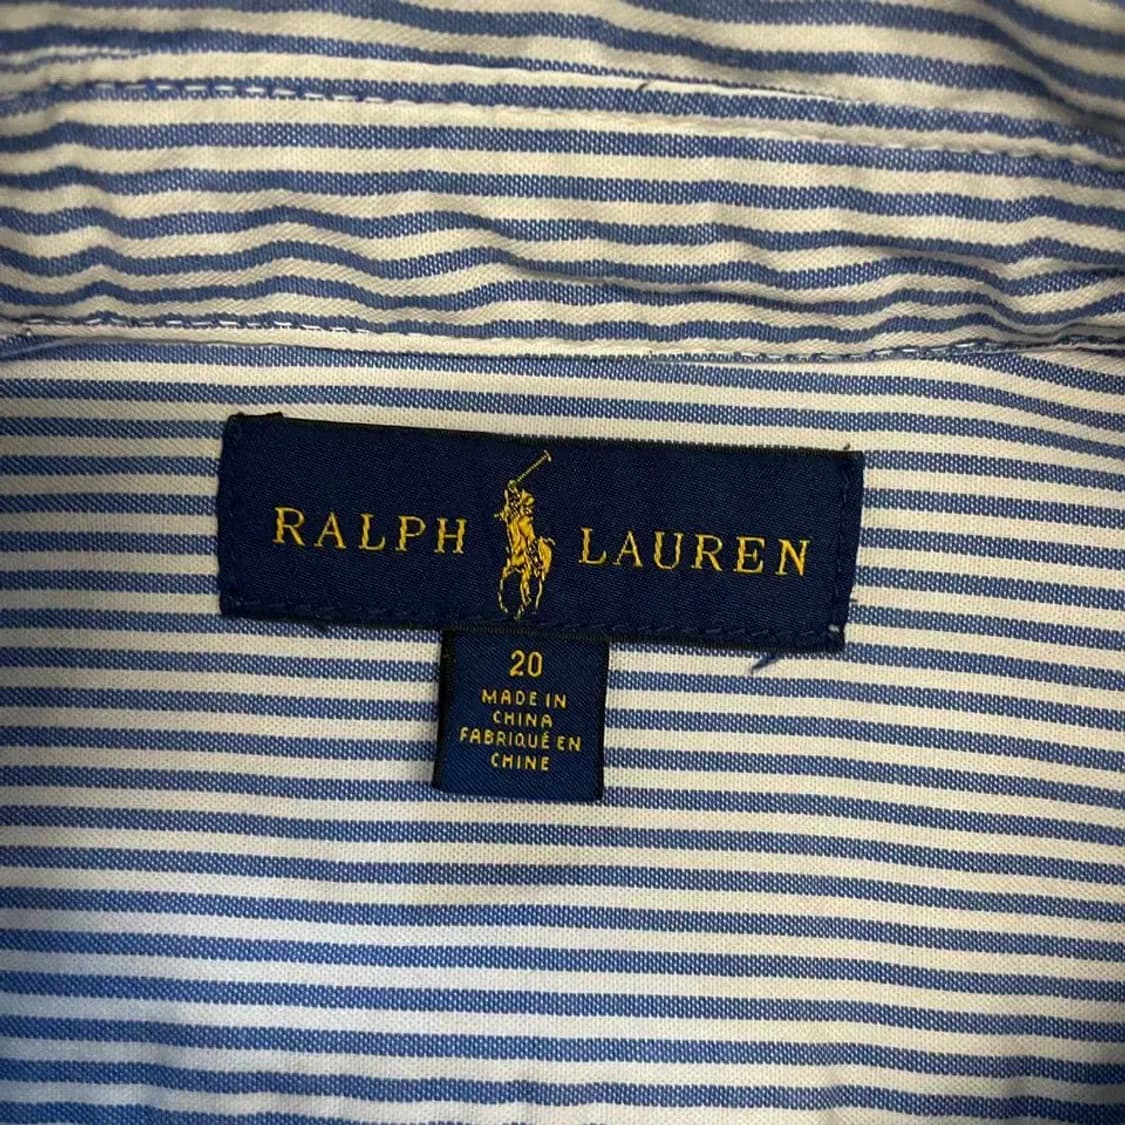 RALPH LAUREN
20
MADE IN
CHINA
FABRIQUÉ EN
CHINE